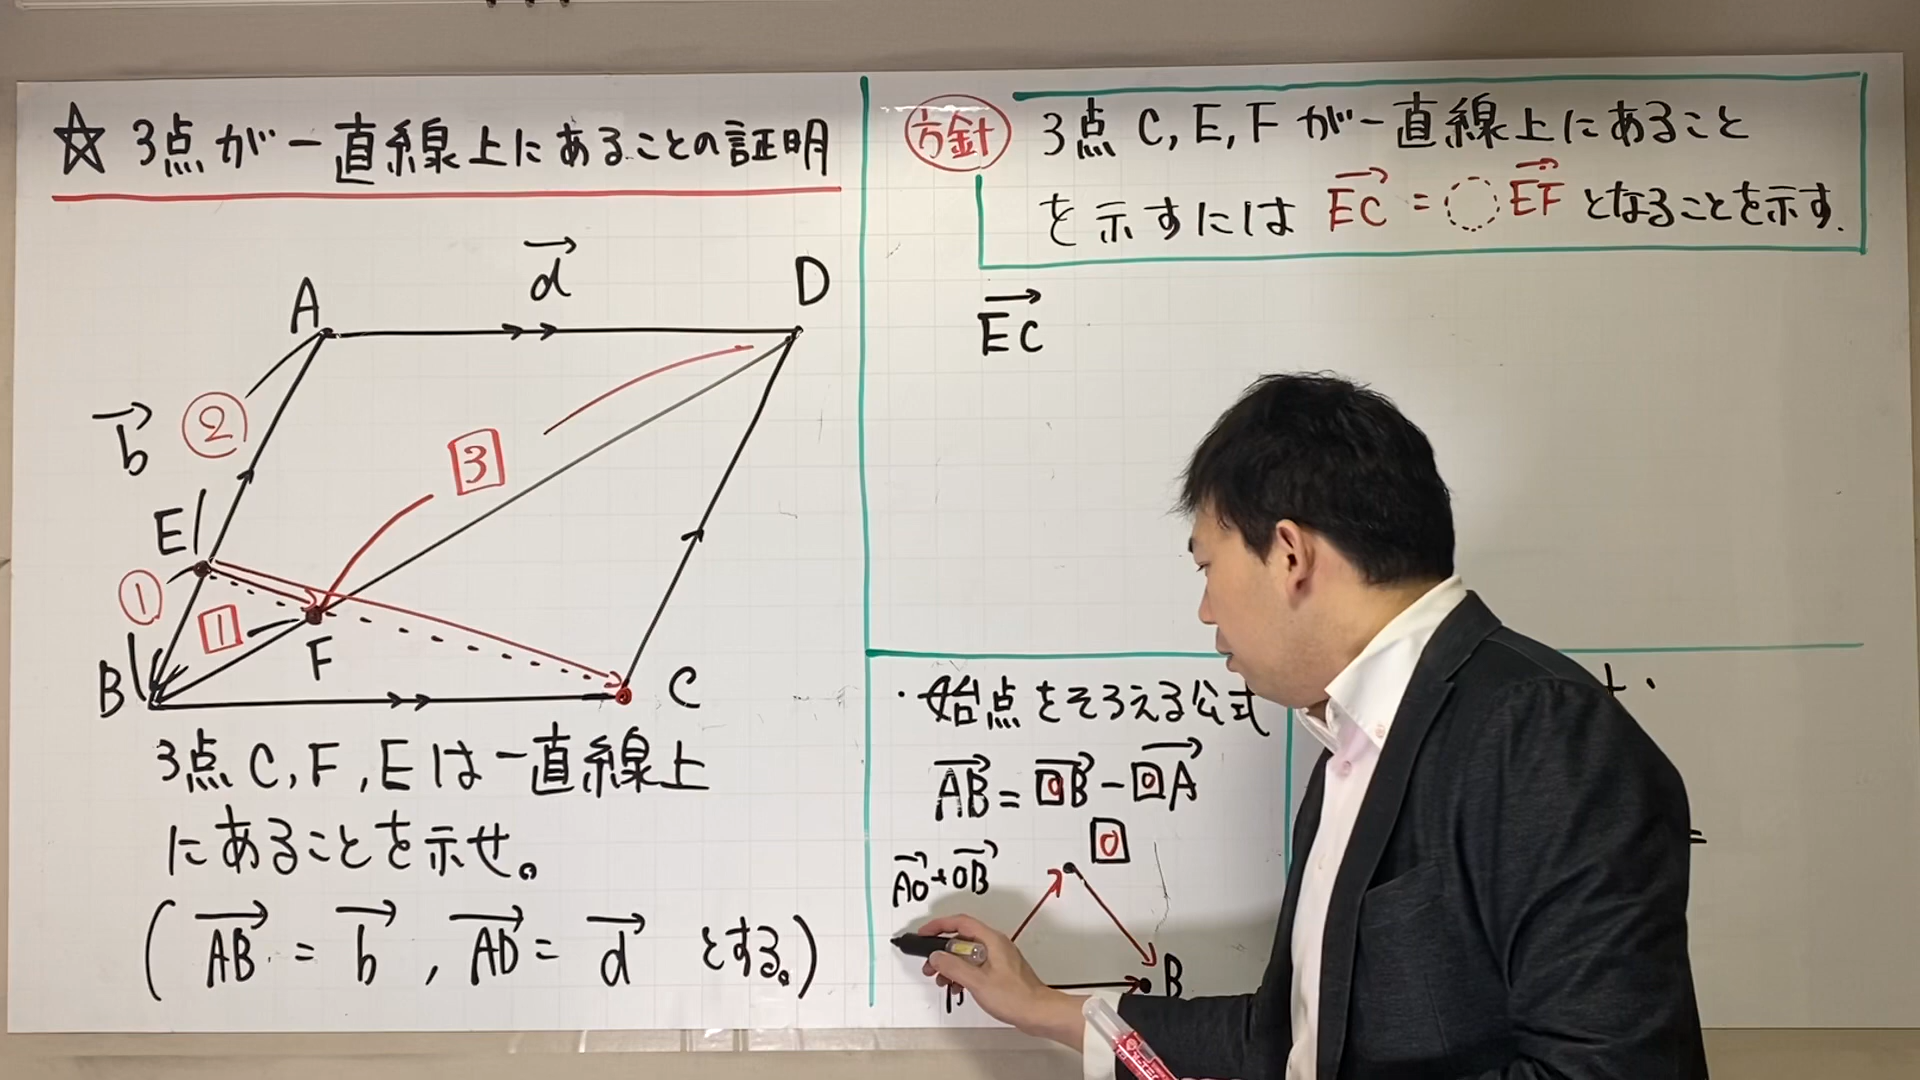 ☆ 3点が一直線上にあることの証明
d
A
D
b
②
3
E
①
1
F
B
C
3点 C, F, E は一直線上
にあることを示せ。
( AB = b , AD = d とする。)
方針 3点 C, E, F が一直線上にあること
を示すには EC = ◌ EF となることを示す.
EC
・始点をそろえる公式
AB = OB - OA
O
AO + OB
B
=